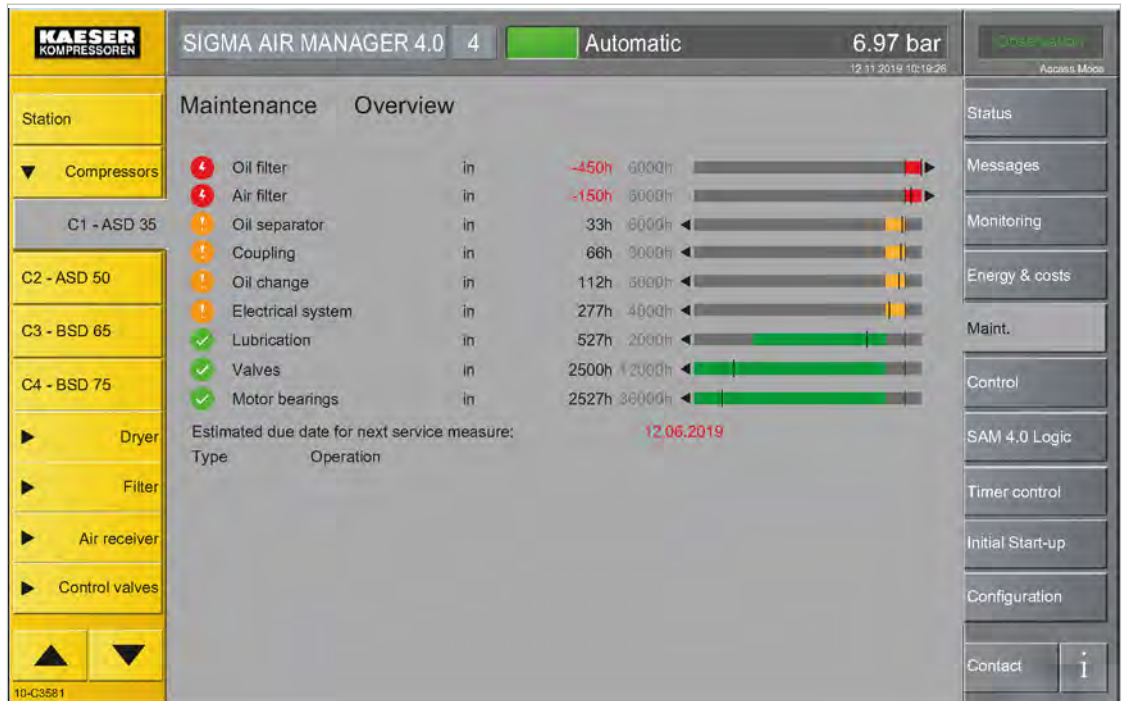 KAESER
KOMPRESSOREN
SIGMA AIR MANAGER 4.0 4 Automatic 6.97 bar
12.11.2019 10:19:26
Observation
Access Mode
Station
Compressors
C1 - ASD 35
C2 - ASD 50
C3 - BSD 65
C4 - BSD 75
Dryer
Filter
Air receiver
Control valves
10-C3581
Maintenance Overview
Oil filter in -450h 6000h
Air filter in -150h
Oil separator in 33h 6000h
Coupling in 66h 3000h
Oil change in 112h
Electrical system in 277h 4000h
Lubrication in 527h 2000h
Valves in 2500h 12000h
Motor bearings in 2527h 36000h
Estimated due date for next service measure: 12.06.2019
Type Operation
Status
Messages
Monitoring
Energy & costs
Maint.
Control
SAM 4.0 Logic
Timer control
Initial Start-up
Configuration
Contact i